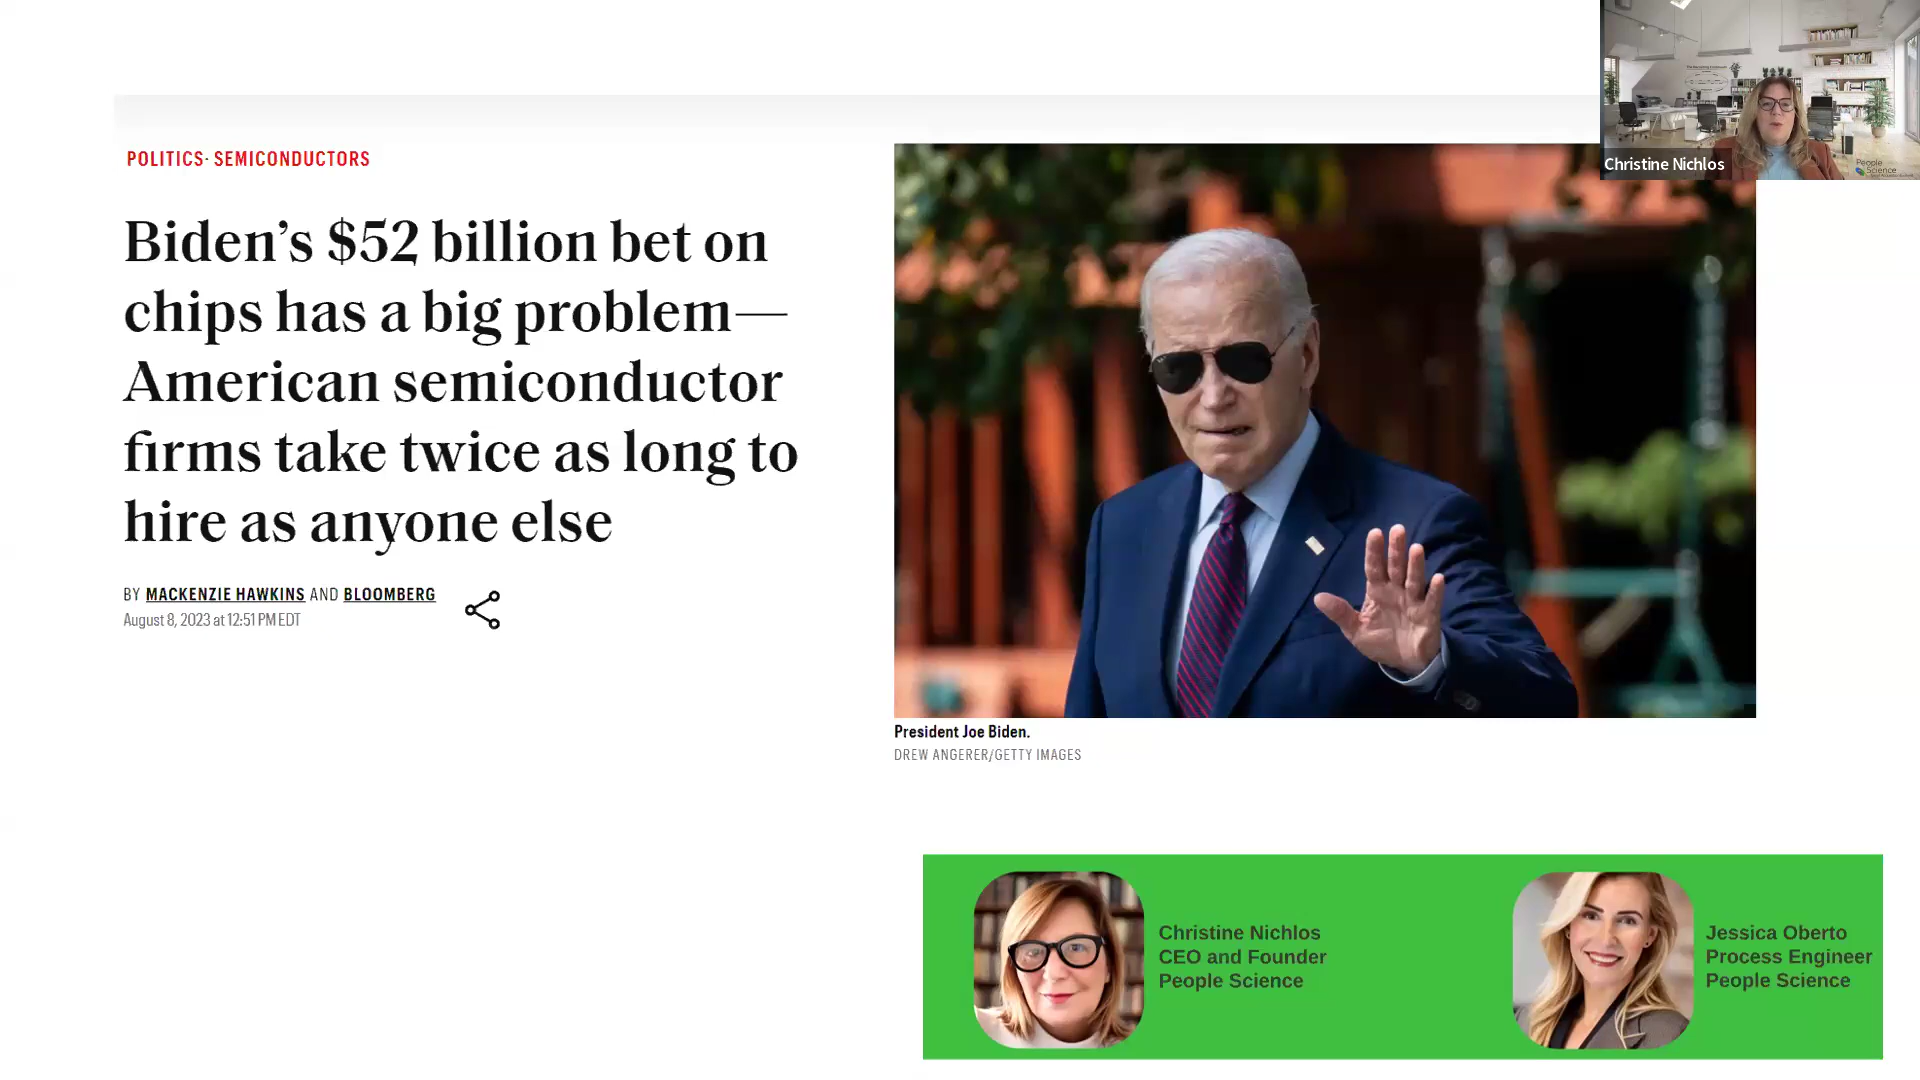 POLITICS· SEMICONDUCTORS
Biden’s $52 billion bet on
chips has a big problem—
American semiconductor
firms take twice as long to
hire as anyone else
BY MACKENZIE HAWKINS AND BLOOMBERG
August 8, 2023 at 12:51 PM EDT
President Joe Biden.
DREW ANGERER/GETTY IMAGES
Christine Nichlos
People
Science
Christine Nichlos
CEO and Founder
People Science
Jessica Oberto
Process Engineer
People Science